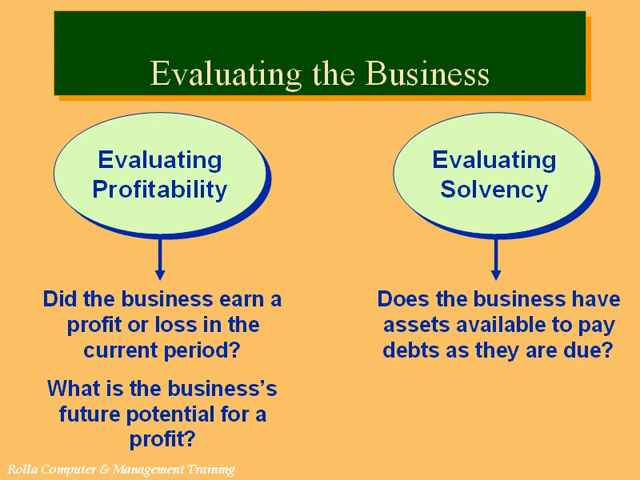 Evaluating the Business
Evaluating
Profitability
Did the business earn a
profit or loss in the
current period?
What is the business’s
future potential for a
profit?
Evaluating
Solvency
Does the business have
assets available to pay
debts as they are due?
Rolla Computer & Management Training